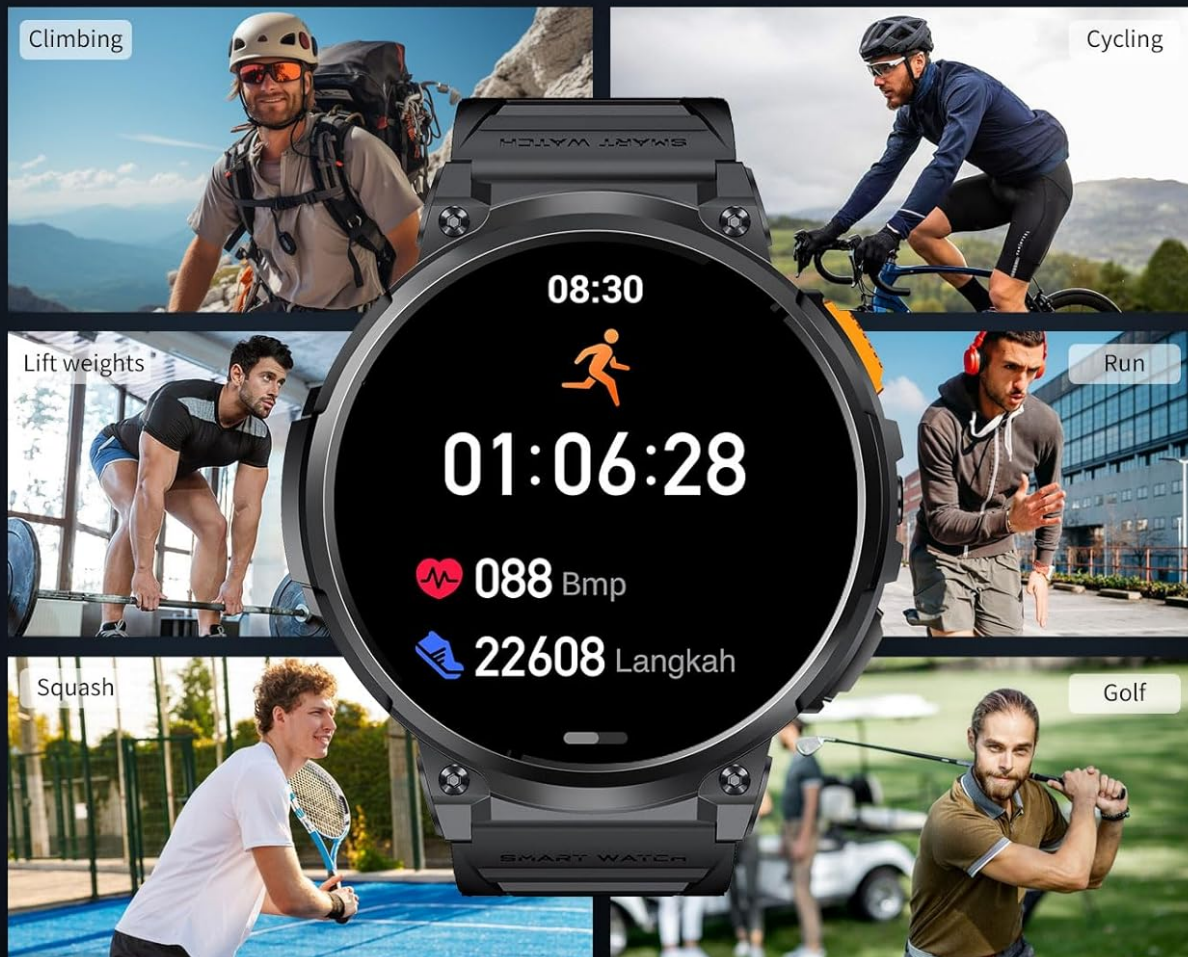 Climbing
Cycling
SMART WATCH
08:30
Lift weights
Run
01:06:28
088 Bmp
22608 Langkah
Squash
Golf
SMART WATCH